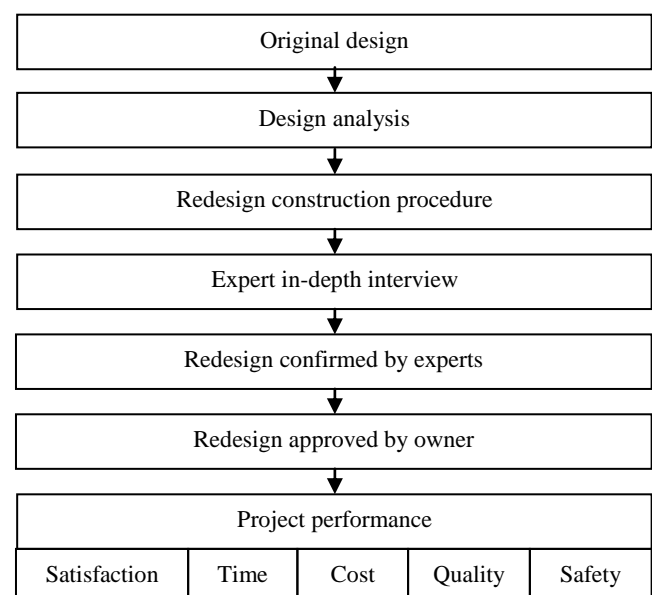 Original design
Design analysis
Redesign construction procedure
Expert in-depth interview
Redesign confirmed by experts
Redesign approved by owner
Project performance
Satisfaction Time Cost Quality Safety